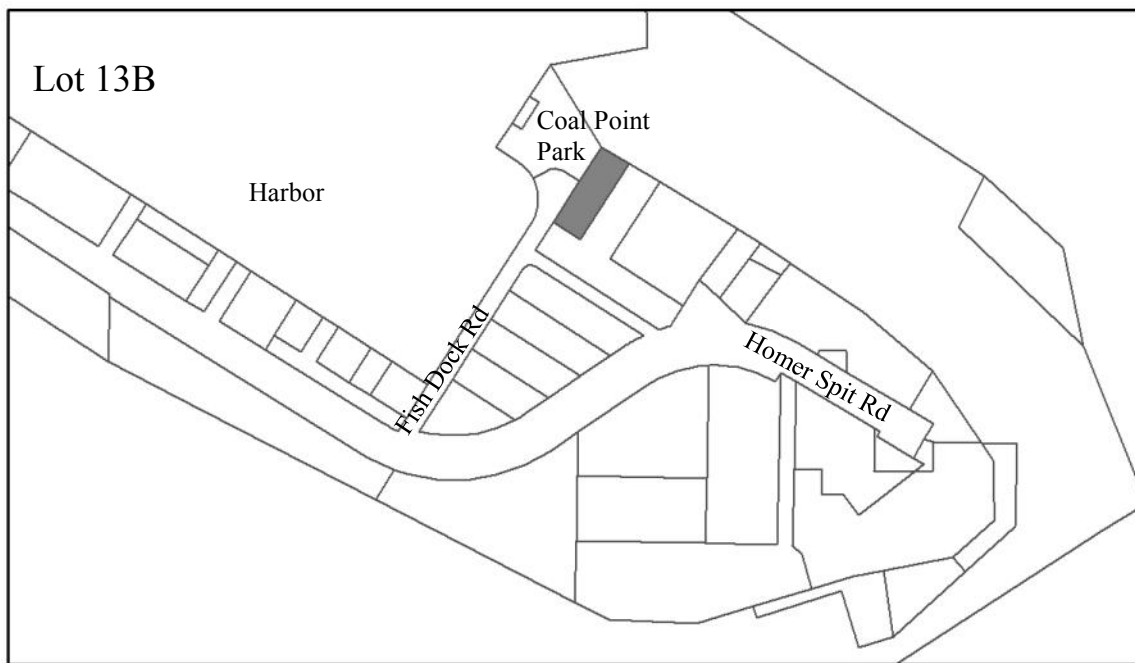 Lot 13B
Coal Point
Park
Harbor
Fish Dock Rd
Homer Spit Rd